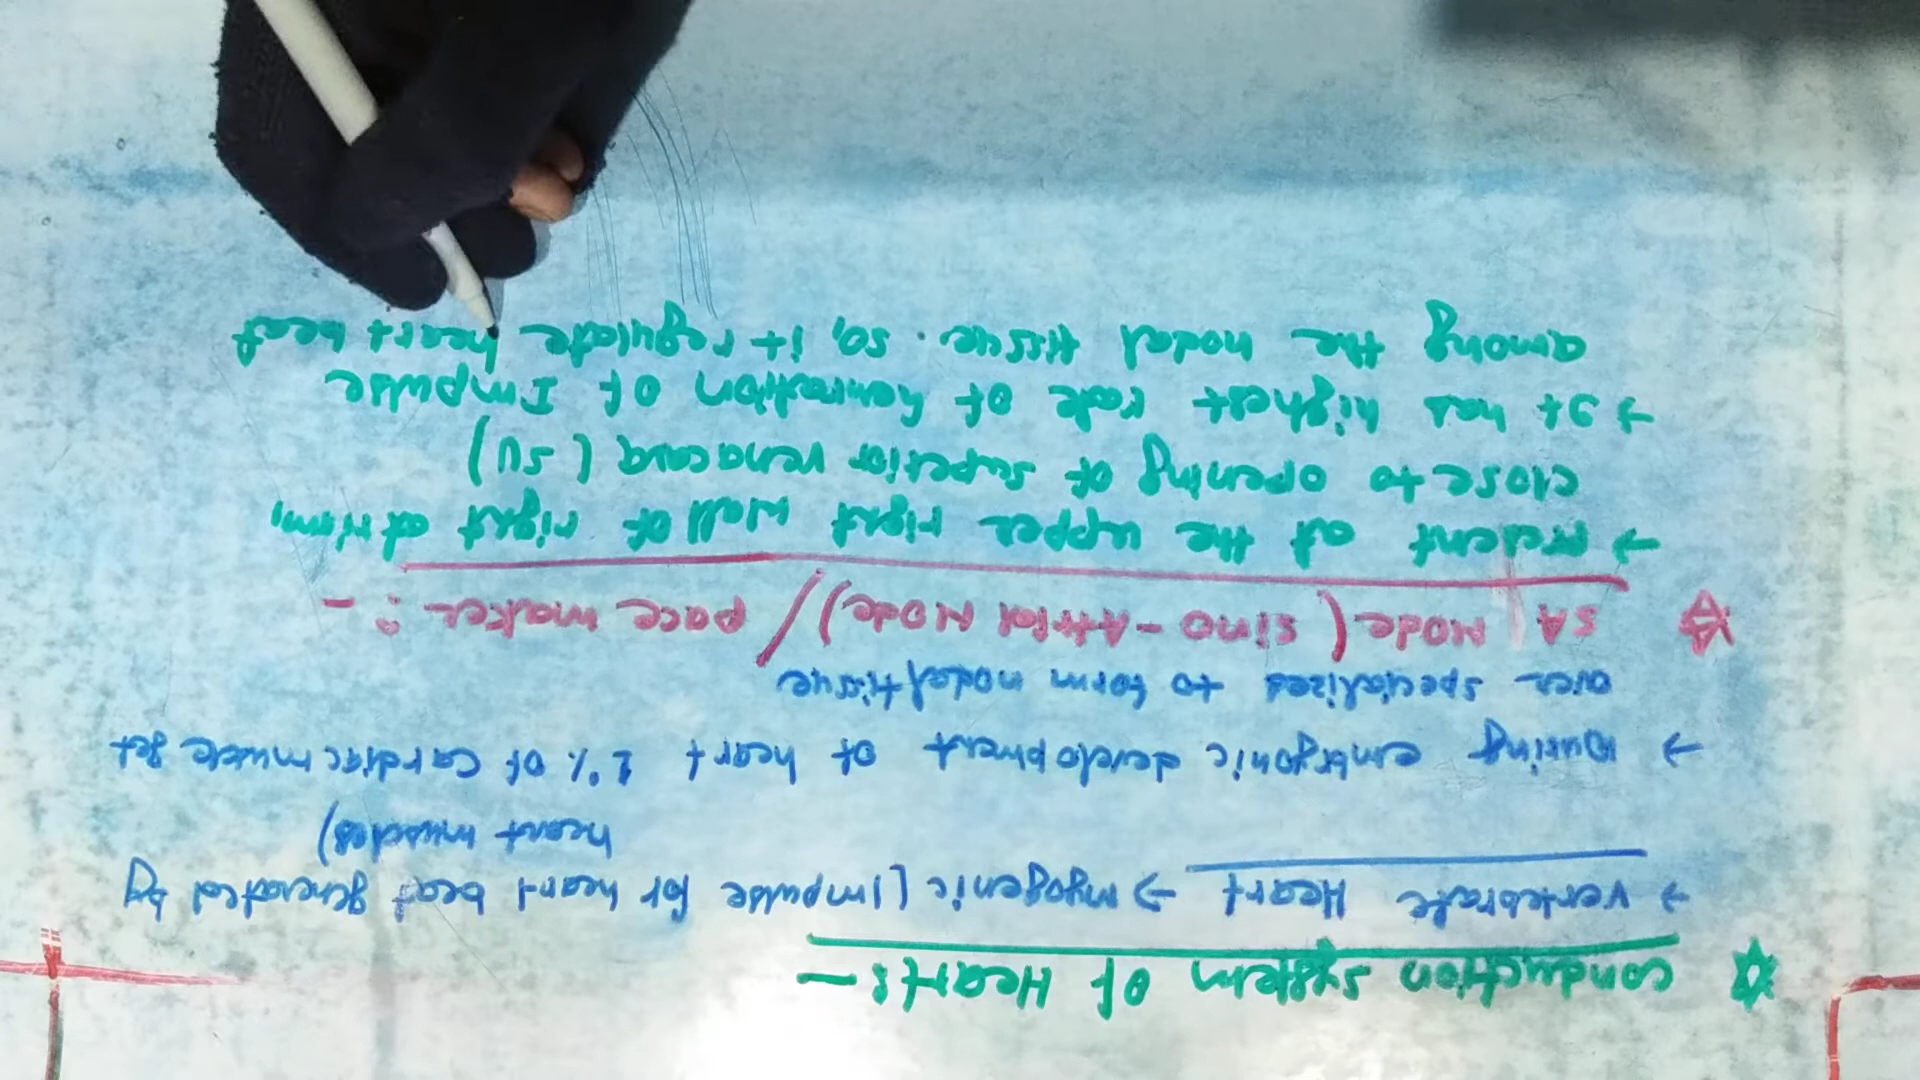 ☆ conduction system of Heart :-
→ vertebrate Heart → myogenic (Impulse for heart beat generated by
heart muscles)
→ During embryonic development of heart 1% of cardiac muscle get
over specialized to form nodal tissue
☆ SA Node (sino-Atrial Node) / pace maker :-
→ present at the upper right wall of right atrium
close to opening of superior venacava
→ It has highest rate of Generation of Impulse
among the nodal tissue. so, it regulate heart beat